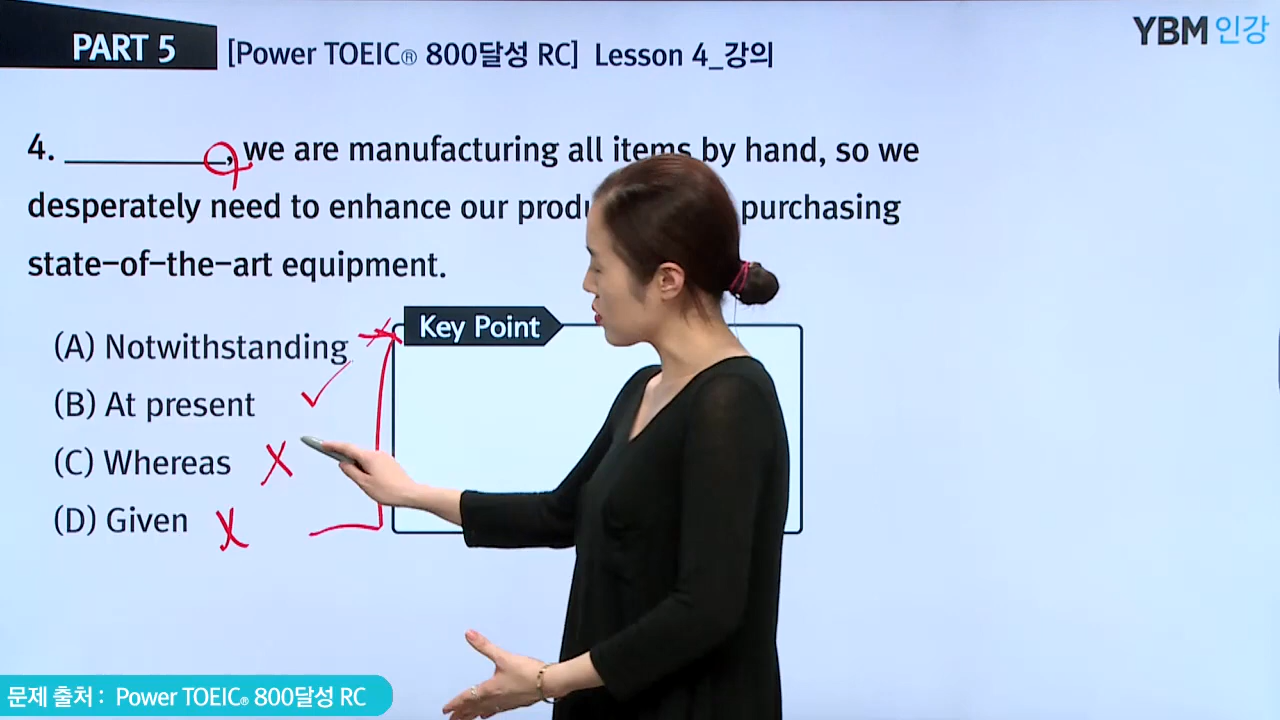 PART 5
[Power TOEIC® 800달성 RC] Lesson 4_강의
YBM 인강
4. __________, we are manufacturing all items by hand, so we
desperately need to enhance our purchasing
state-of-the-art equipment.
(A) Notwithstanding
(B) At present
(C) Whereas
(D) Given
Key Point
문제 출처 : Power TOEIC® 800달성 RC